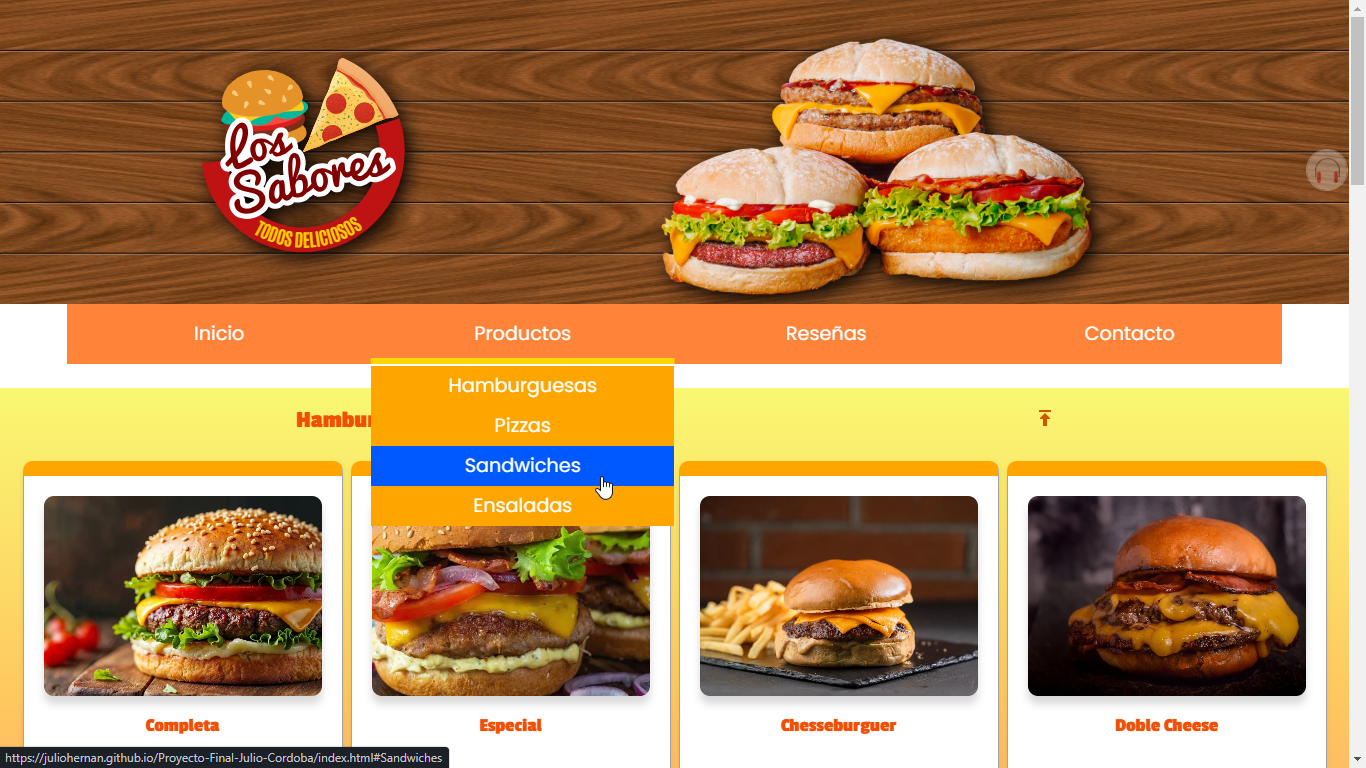 Los
Sabores
TODOS DELICIOSOS
Inicio
Productos
Reseñas
Contacto
Hamburguesas
Pizzas
Sandwiches
Ensaladas
Hambur
Completa
Especial
Chesseburguer
Doble Cheese
https://juliohernan.github.io/Proyecto-Final-Julio-Cordoba/index.html#Sandwiches